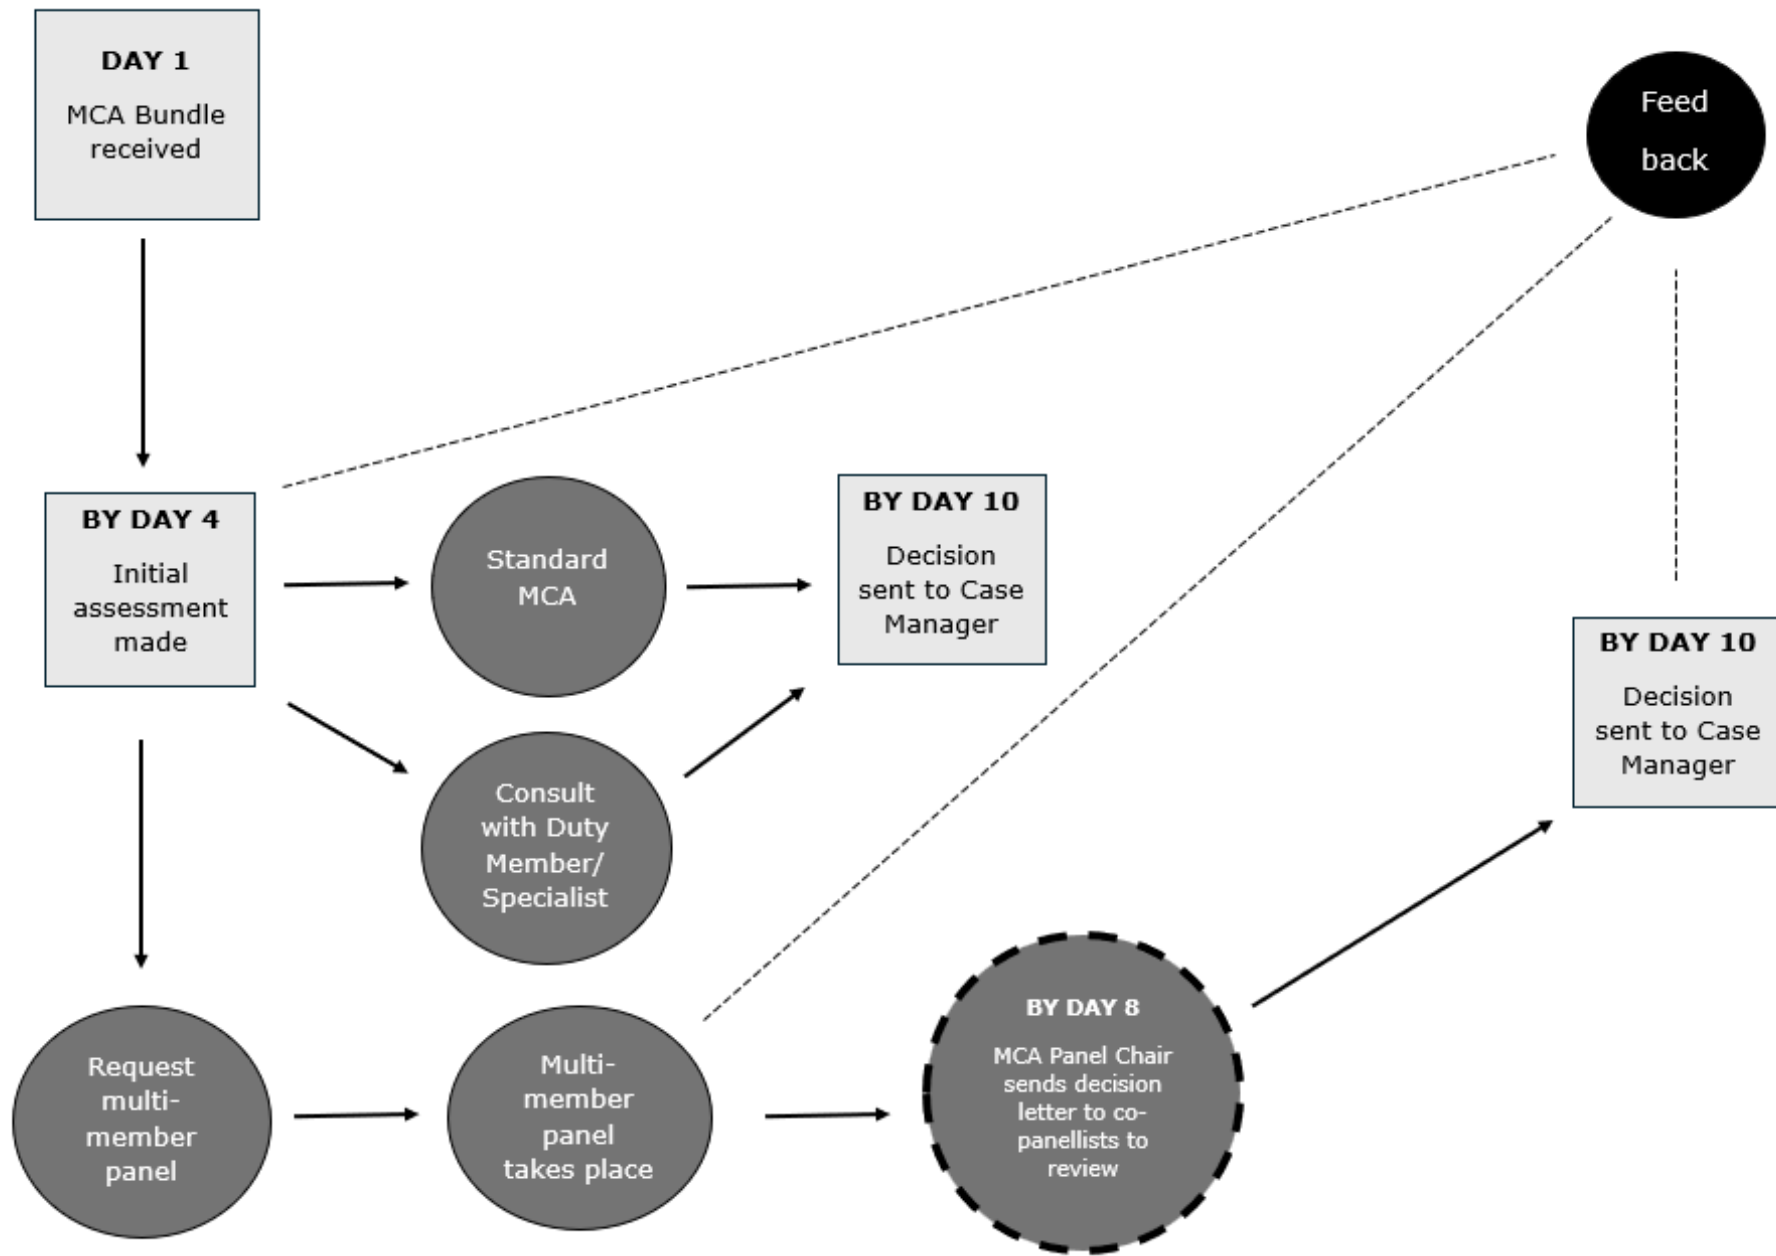 DAY 1
MCA Bundle
received
Feed
back
BY DAY 4
Initial
assessment
made
Standard
MCA
BY DAY 10
Decision
sent to Case
Manager
Consult
with Duty
Member/
Specialist
BY DAY 10
Decision
sent to Case
Manager
Request
multi-
member
panel
Multi-
member
panel
takes place
BY DAY 8
MCA Panel Chair
sends decision
letter to co-
panellists to
review